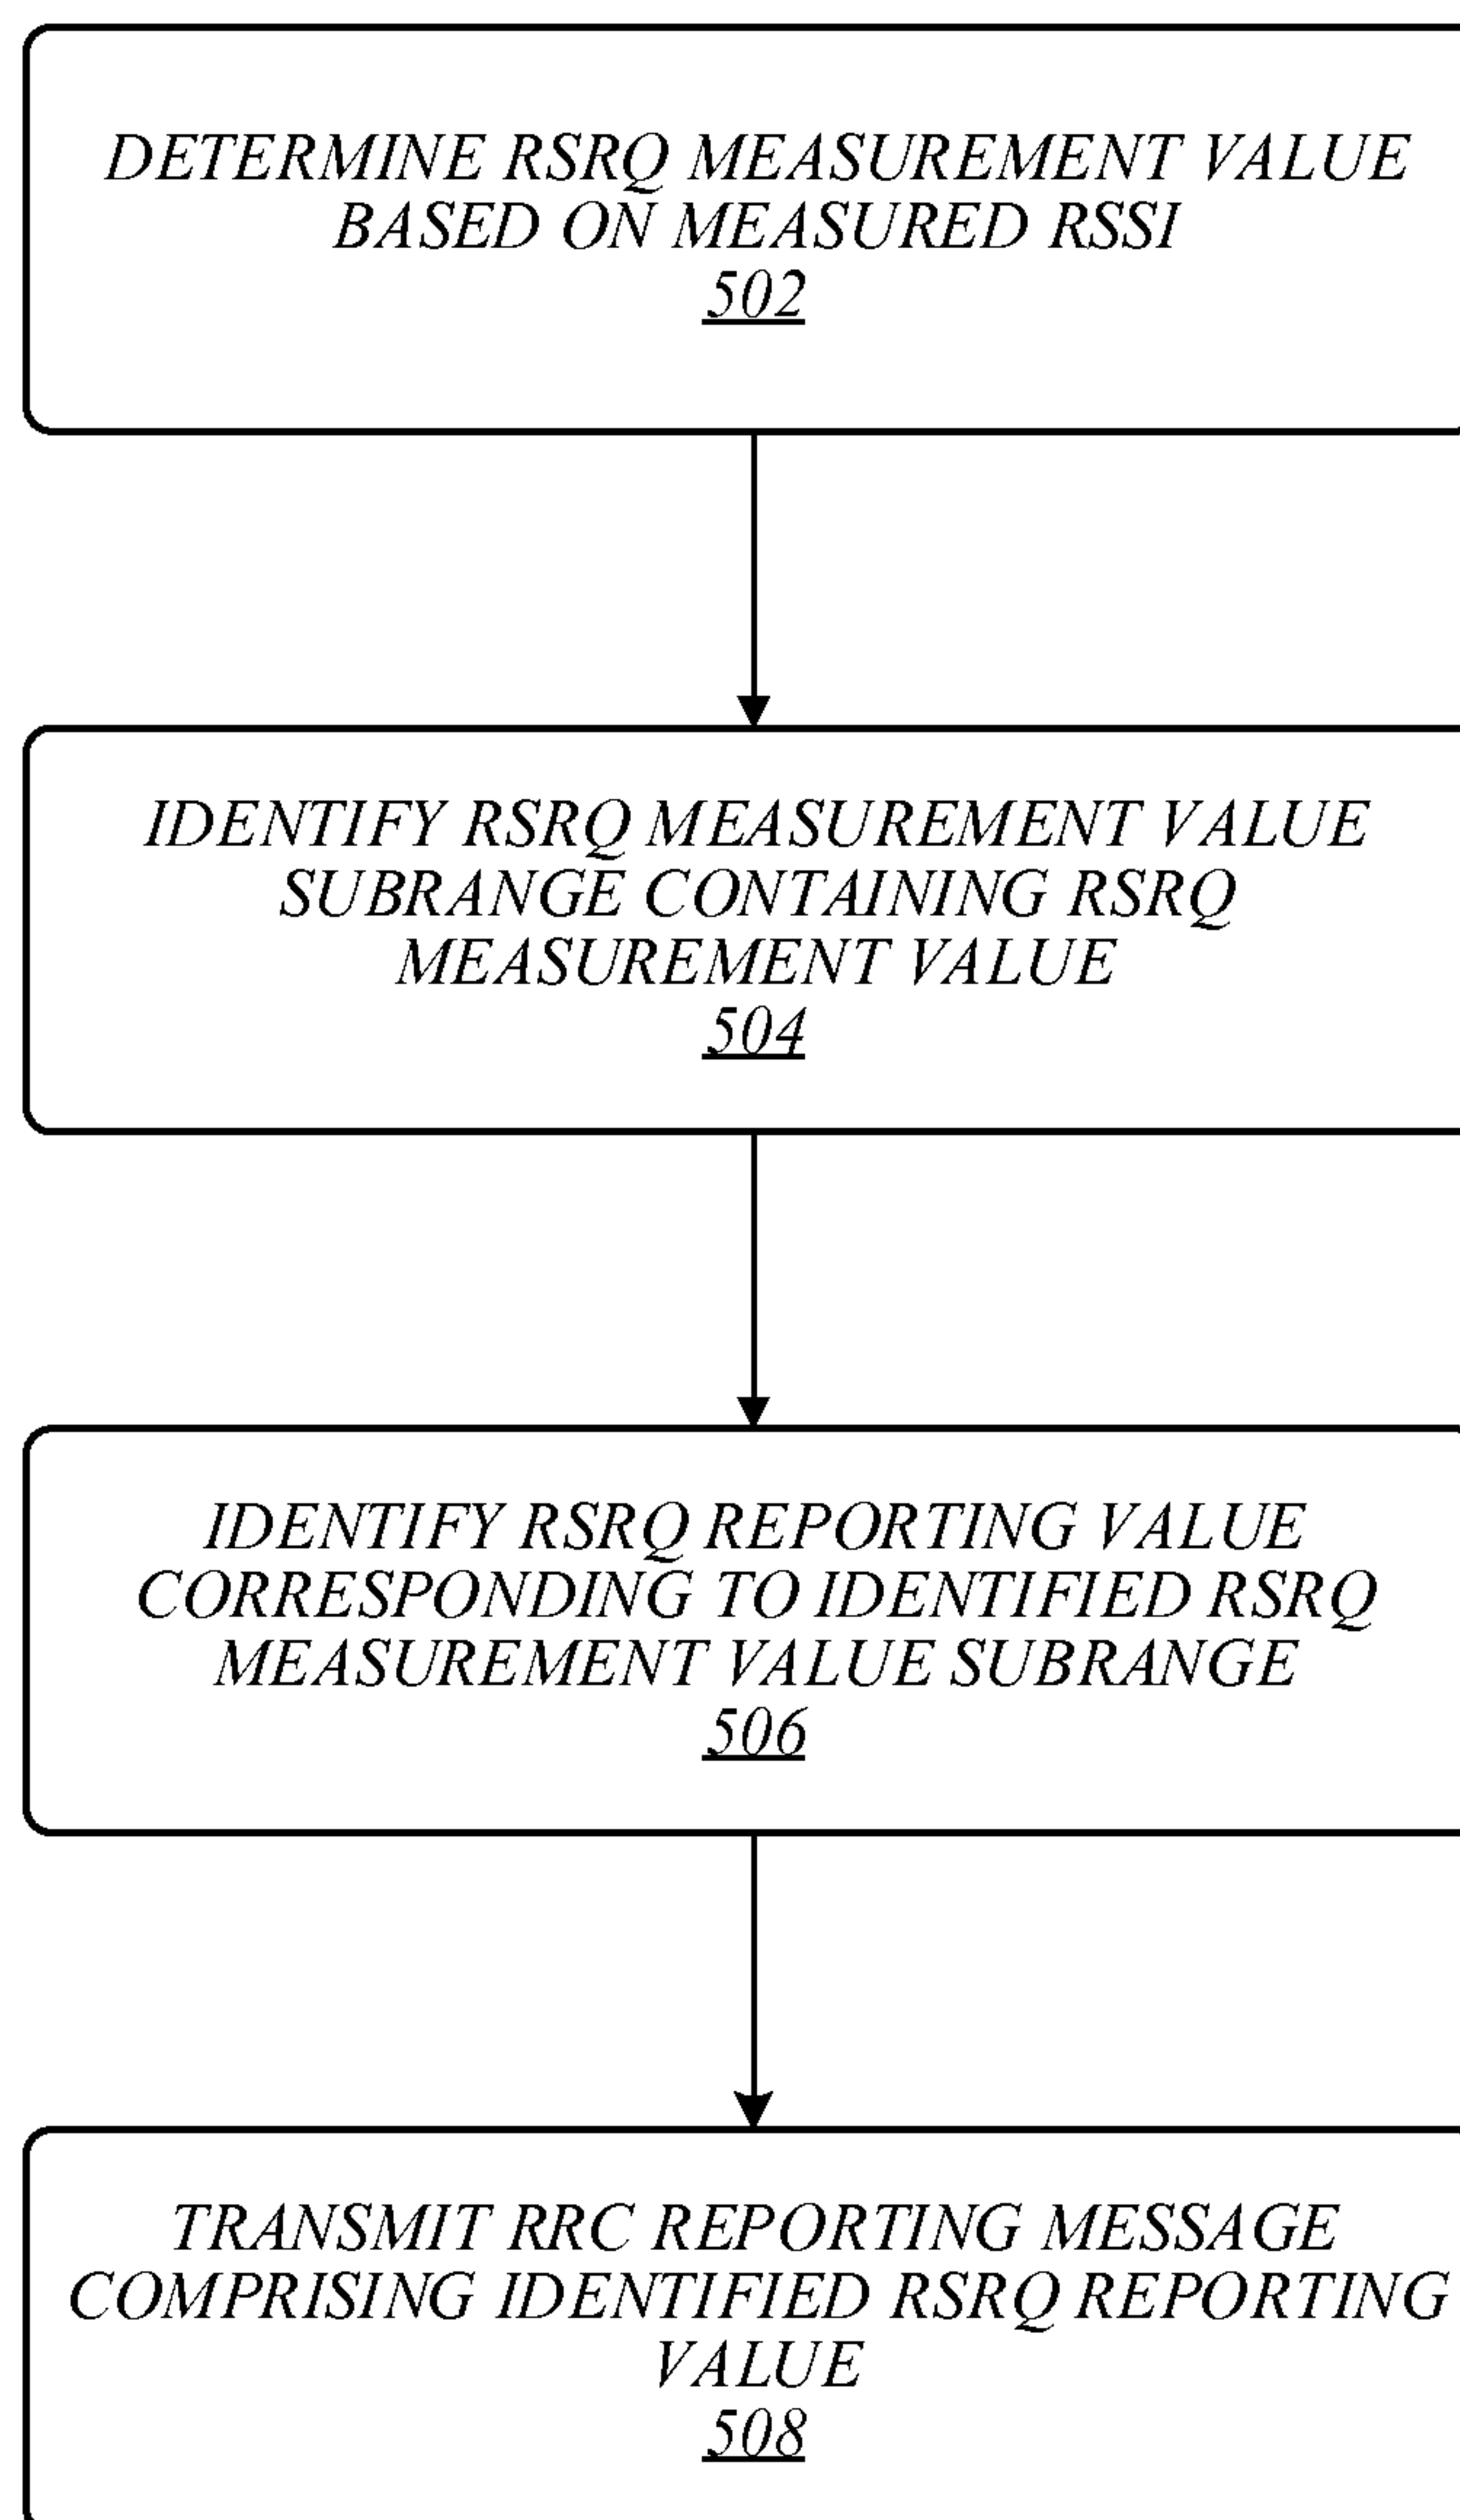 DETERMINE RSRQ MEASUREMENT VALUE
BASED ON MEASURED RSSI
502
IDENTIFY RSRQ MEASUREMENT VALUE
SUBRANGE CONTAINING RSRQ
MEASUREMENT VALUE
504
IDENTIFY RSRQ REPORTING VALUE
CORRESPONDING TO IDENTIFIED RSRQ
MEASUREMENT VALUE SUBRANGE
506
TRANSMIT RRC REPORTING MESSAGE
COMPRISING IDENTIFIED RSRQ REPORTING
VALUE
508